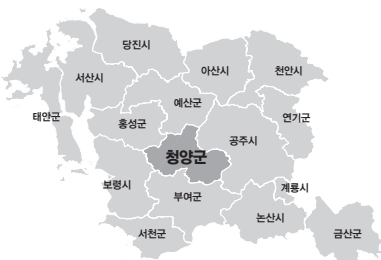 당진시
아산시
천안시
서산시
예산군
태안군
홍성군
연기군
공주시
청양군
보령시
부여군
계룡시
논산시
서천군
금산군